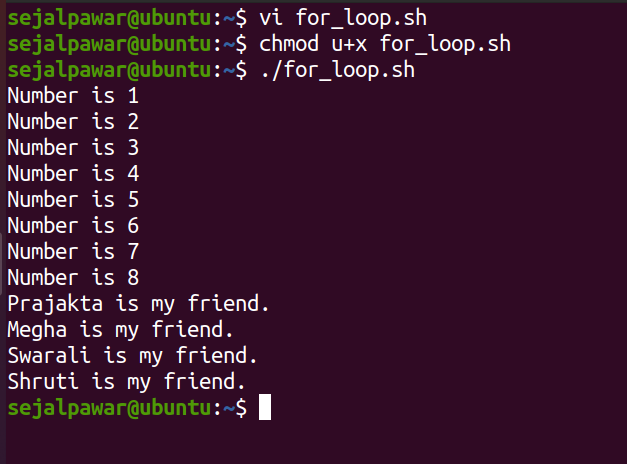 sejalpawar@ubuntu:~$ vi for_loop.sh
sejalpawar@ubuntu:~$ chmod u+x for_loop.sh
sejalpawar@ubuntu:~$ ./for_loop.sh
Number is 1
Number is 2
Number is 3
Number is 4
Number is 5
Number is 6
Number is 7
Number is 8
Prajakta is my friend.
Megha is my friend.
Swarali is my friend.
Shruti is my friend.
sejalpawar@ubuntu:~$